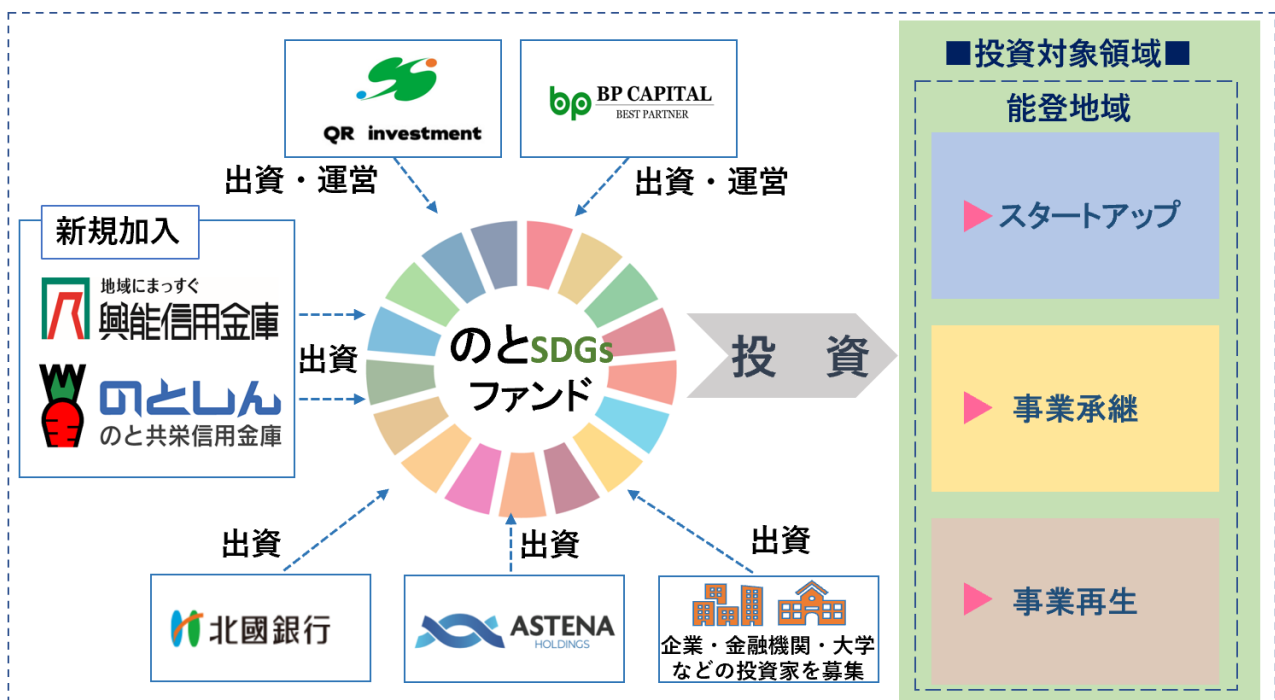 QR investment
bp BP CAPITAL
BEST PARTNER
出資・運営
出資・運営
新規加入
地域にまっすぐ
興能信用金庫
のとしん
のと共栄信用金庫
出資
のとSDGs
ファンド
投 資
出資
出資
出資
北國銀行
ASTENA
HOLDINGS
企業・金融機関・大学
などの投資家を募集
■投資対象領域■
能登地域
スタートアップ
事業承継
事業再生